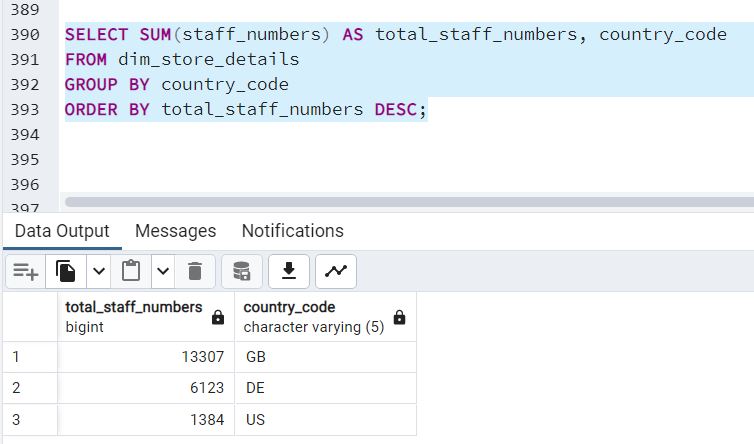 389
390 SELECT SUM(staff_numbers) AS total_staff_numbers, country_code
391 FROM dim_store_details
392 GROUP BY country_code
393 ORDER BY total_staff_numbers DESC;
394
395
396
397
Data Output Messages Notifications
total_staff_numbers country_code
bigint character varying (5)
1 13307 GB
2 6123 DE
3 1384 US